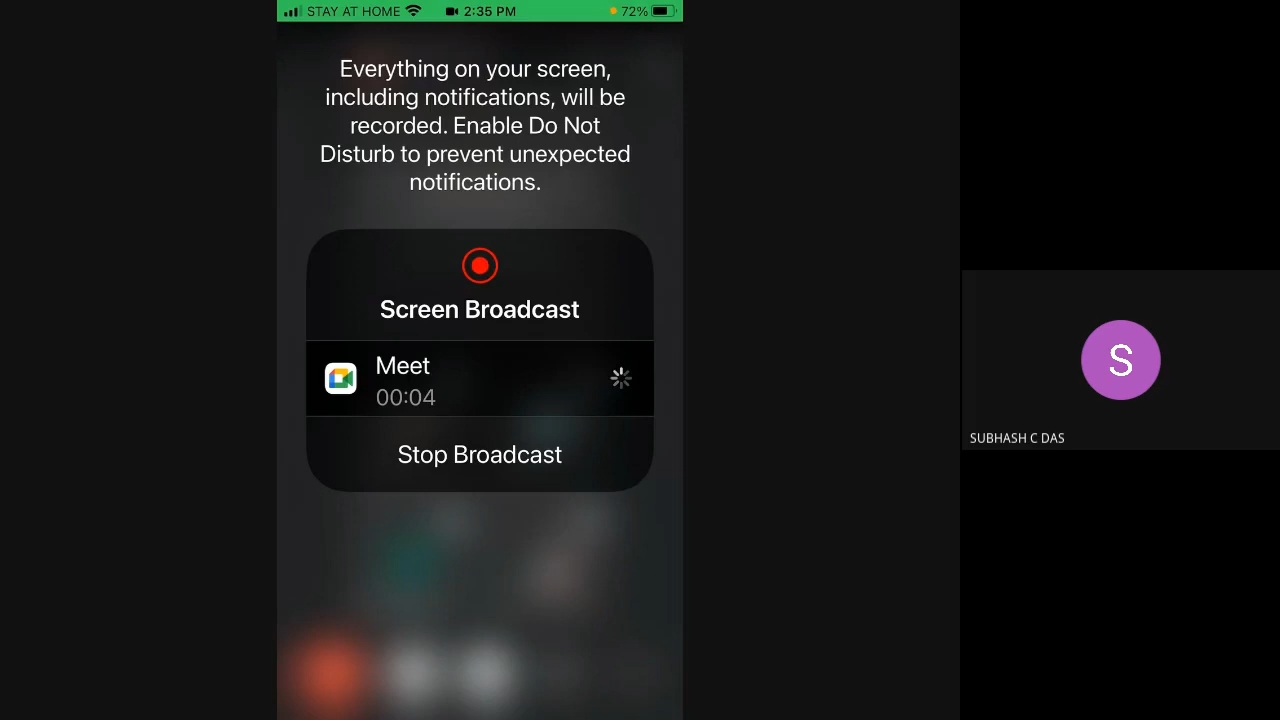 STAY AT HOME 2:35 PM 72%
Everything on your screen,
including notifications, will be
recorded. Enable Do Not
Disturb to prevent unexpected
notifications.
Screen Broadcast
Meet
00:04
Stop Broadcast
S
SUBHASH C DAS